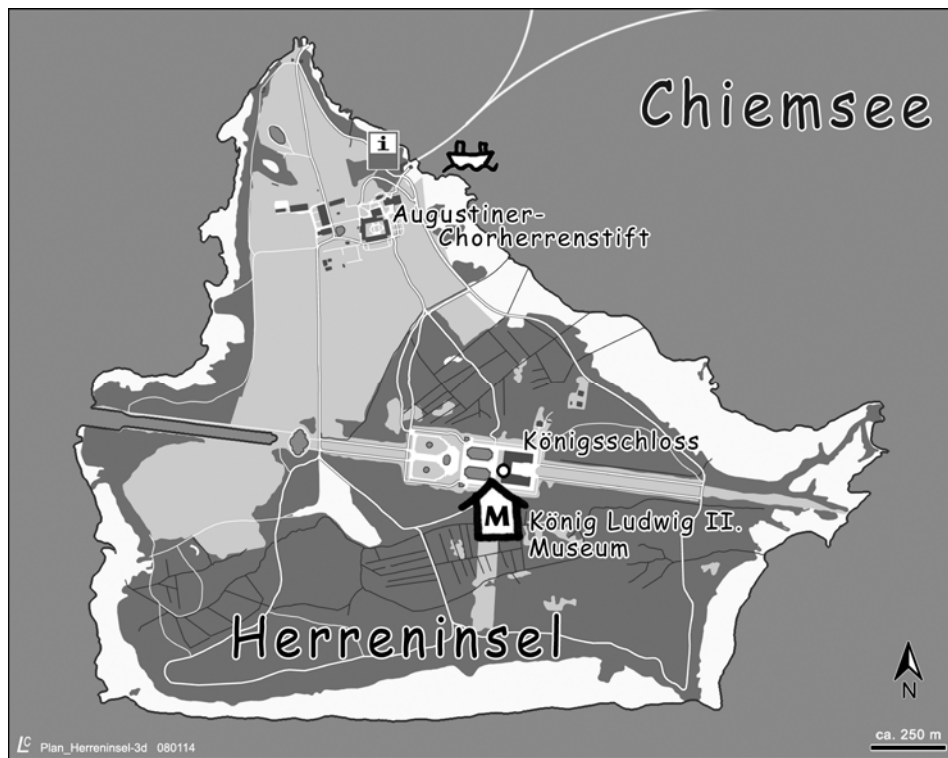 Chiemsee
i
Augustiner-
Chorherrenstift
Königsschloss
M
König Ludwig II.
Museum
Herreninsel
N
ca. 250 m
LC Plan_Herreninsel-3d 080114